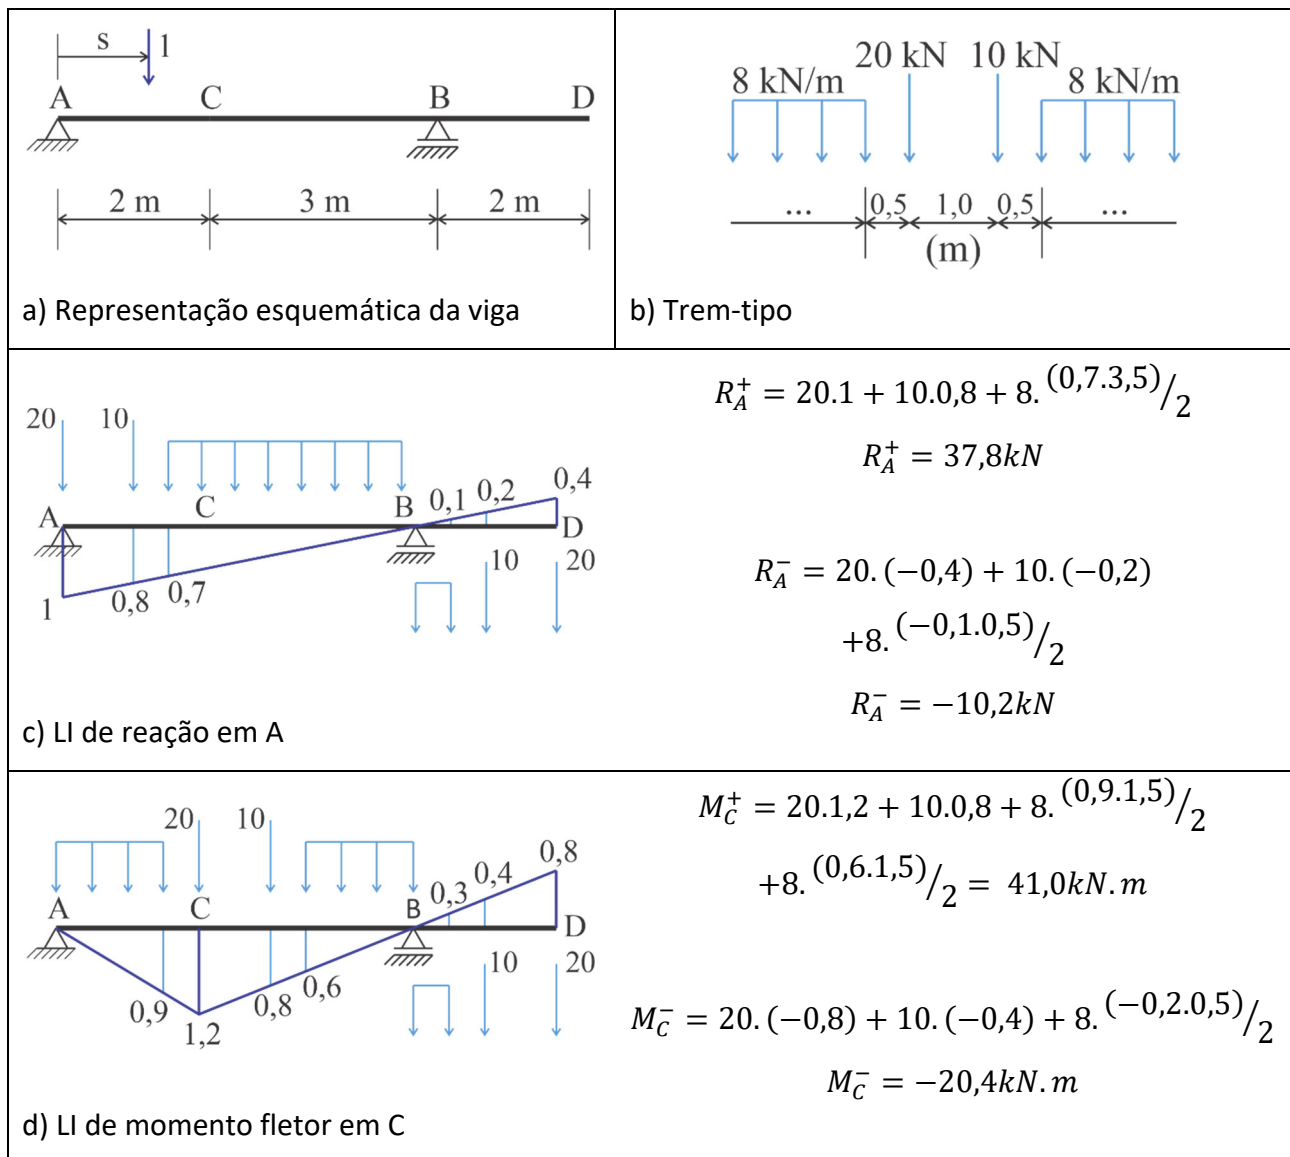 s 1
A C B D
2 m 3 m 2 m
a) Representação esquemática da viga
20 kN 10 kN
8 kN/m 8 kN/m
... 0,5 1,0 0,5 ...
(m)
b) Trem-tipo
20 10
A C B 0,1 0,2 0,4
D
1 0,8 0,7
10 20
c) LI de reação em A
R_A^+ = 20.1 + 10.0,8 + 8.(0,7.3,5)/2
R_A^+ = 37,8kN
R_A^- = 20.(−0,4) + 10.(−0,2)
+8.(−0,1.0,5)/2
R_A^- = −10,2kN
20 10
0,8
A C B 0,3 0,4
D
0,9 1,2 0,8 0,6
10 20
d) LI de momento fletor em C
M_C^+ = 20.1,2 + 10.0,8 + 8.(0,9.1,5)/2
+8.(0,6.1,5)/2 = 41,0kN.m
M_C^- = 20.(−0,8) + 10.(−0,4) + 8.(−0,2.0,5)/2
M_C^- = −20,4kN.m